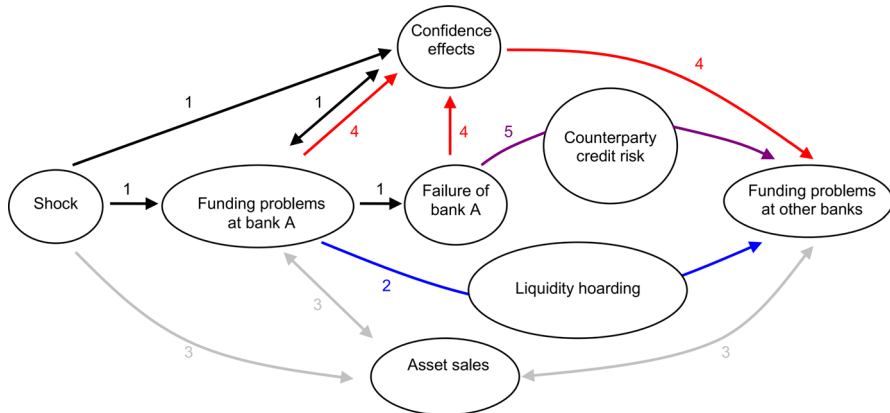 Confidence
effects
1
4
1
4
4
5
Counterparty
credit risk
Shock
1
Funding problems
at bank A
1
Failure of
bank A
Funding problems
at other banks
2
Liquidity hoarding
3
3
3
Asset sales